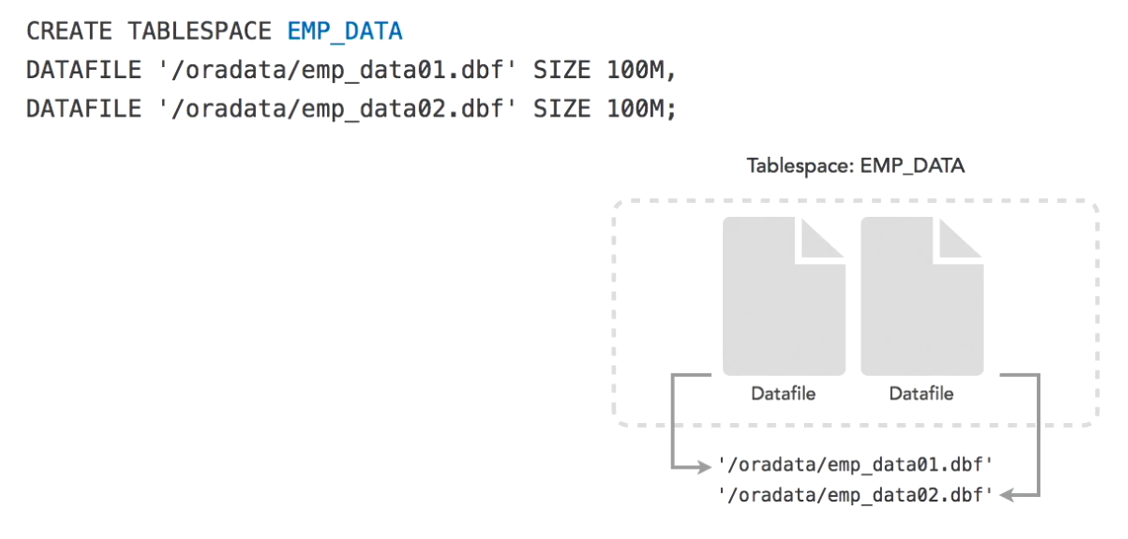 CREATE TABLESPACE EMP_DATA
DATAFILE '/oradata/emp_data01.dbf' SIZE 100M,
DATAFILE '/oradata/emp_data02.dbf' SIZE 100M;
Tablespace: EMP_DATA
Datafile Datafile
'/oradata/emp_data01.dbf'
'/oradata/emp_data02.dbf'